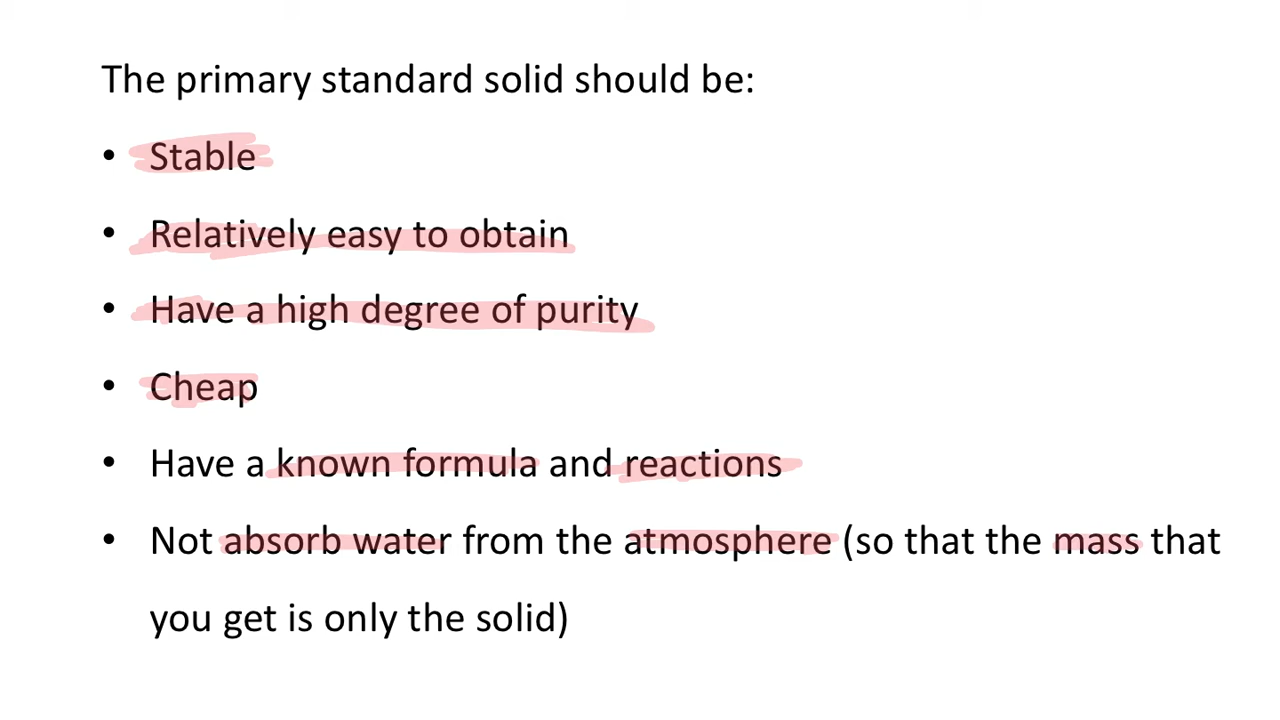 The primary standard solid should be:
• Stable
• Relatively easy to obtain
• Have a high degree of purity
• Cheap
• Have a known formula and reactions
• Not absorb water from the atmosphere (so that the mass that
you get is only the solid)